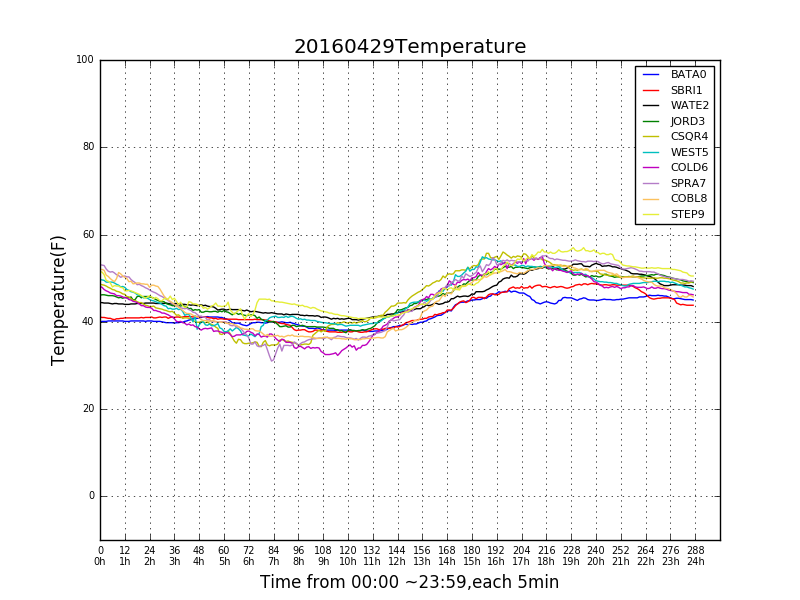 20160429Temperature
100
80
60
40
20
0
Temperature(F)
BATA0
SBRI1
WATE2
JORD3
CSQR4
WEST5
COLD6
SPRA7
COBL8
STEP9
0 12 24 36 48 60 72 84 96 108 120 132 144 156 168 180 192 204 216 228 240 252 264 276 288
0h 1h 2h 3h 4h 5h 6h 7h 8h 9h 10h 11h 12h 13h 14h 15h 16h 17h 18h 19h 20h 21h 22h 23h 24h
Time from 00:00 ~23:59,each 5min